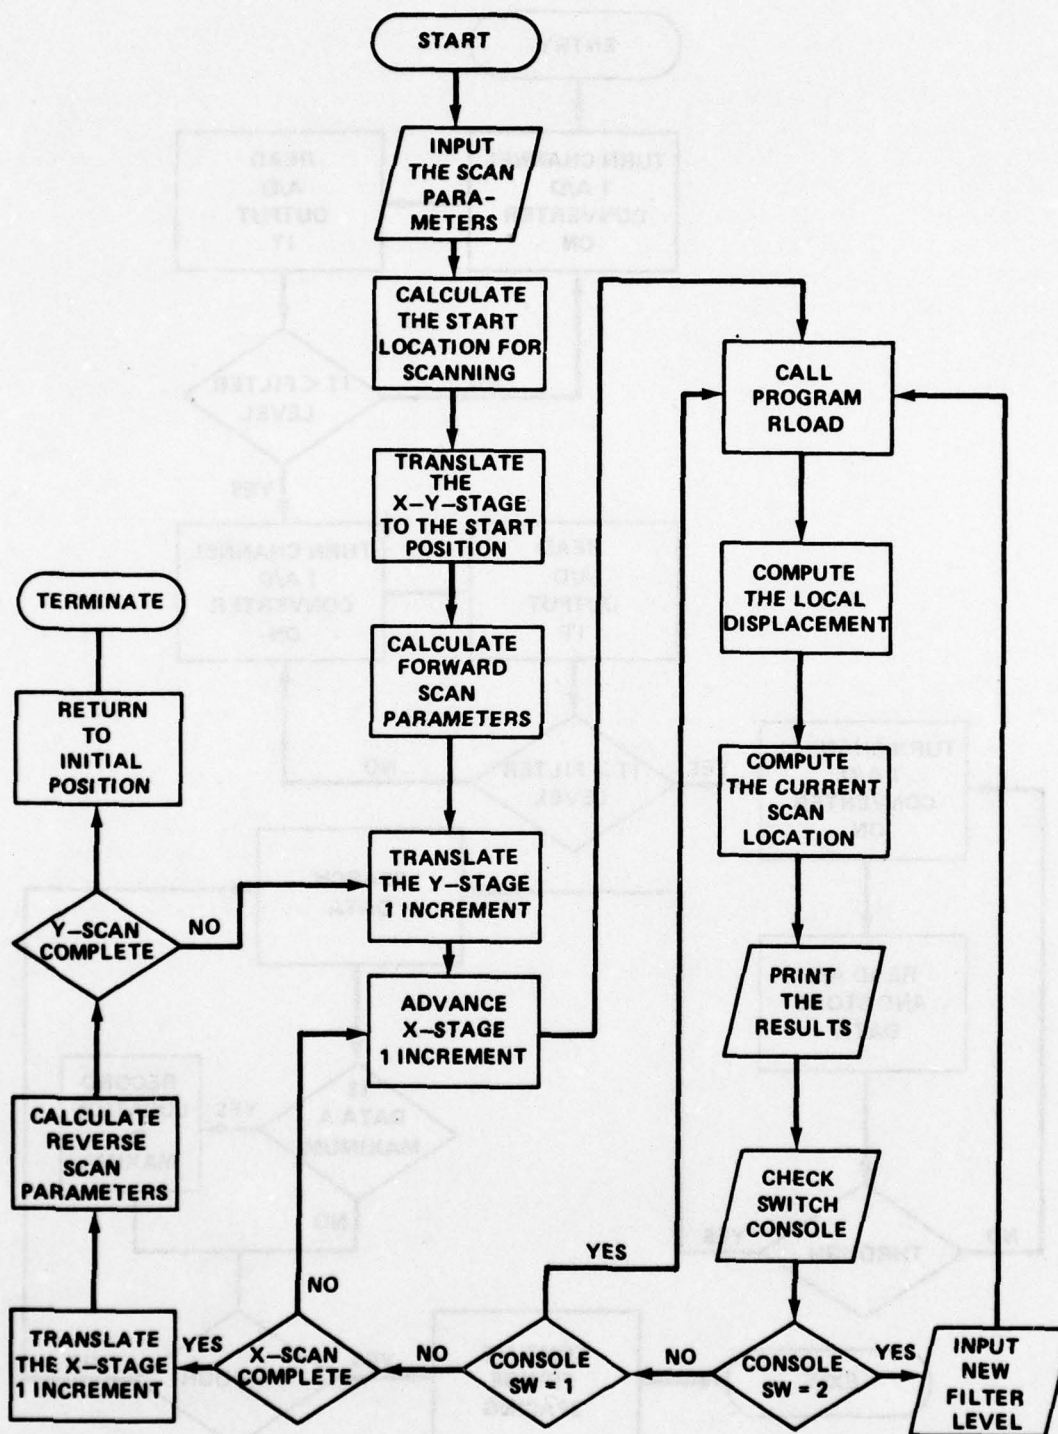 START
INPUT
THE SCAN
PARA-
METERS
CALCULATE
THE START
LOCATION FOR
SCANNING
TRANSLATE
THE
X-Y-STAGE
TO THE START
POSITION
CALCULATE
FORWARD
SCAN
PARAMETERS
TRANSLATE
THE Y-STAGE
1 INCREMENT
ADVANCE
X-STAGE
1 INCREMENT
CALL
PROGRAM
RLOAD
COMPUTE
THE LOCAL
DISPLACEMENT
COMPUTE
THE CURRENT
SCAN
LOCATION
PRINT
THE
RESULTS
CHECK
SWITCH
CONSOLE
CONSOLE
SW = 2
YES
INPUT
NEW
FILTER
LEVEL
NO
CONSOLE
SW = 1
YES
NO
X-SCAN
COMPLETE
NO
YES
TRANSLATE
THE X-STAGE
1 INCREMENT
CALCULATE
REVERSE
SCAN
PARAMETERS
Y-SCAN
COMPLETE
NO
RETURN
TO
INITIAL
POSITION
TERMINATE